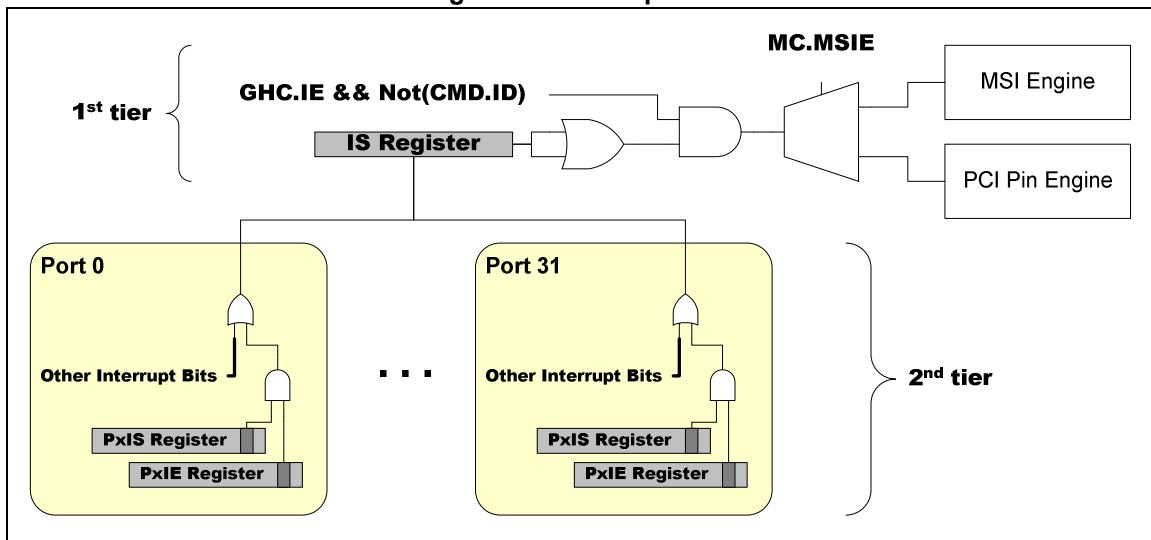 MC.MSIE
MSI Engine
1st tier
GHC.IE && Not(CMD.ID)
IS Register
PCI Pin Engine
Port 0
Other Interrupt Bits
PxIS Register
PxIE Register
. . .
Port 31
Other Interrupt Bits
PxIS Register
PxIE Register
2nd tier